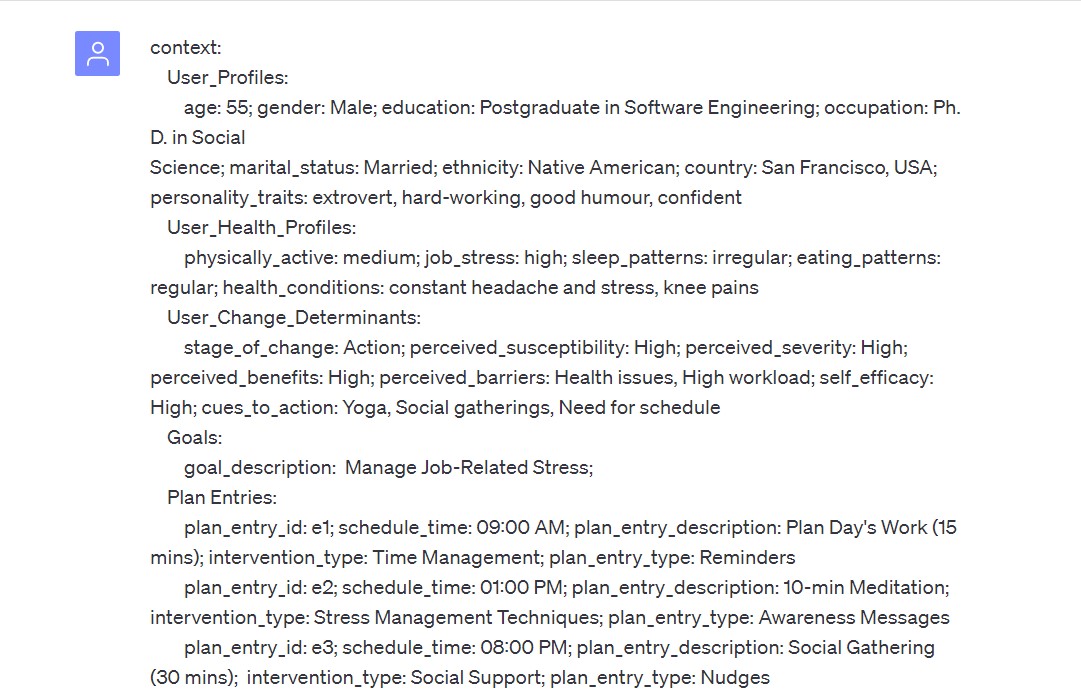 context:
User_Profiles:
age: 55; gender: Male; education: Postgraduate in Software Engineering; occupation: Ph.
D. in Social
Science; marital_status: Married; ethnicity: Native American; country: San Francisco, USA;
personality_traits: extrovert, hard-working, good humour, confident
User_Health_Profiles:
physically_active: medium; job_stress: high; sleep_patterns: irregular; eating_patterns:
regular; health_conditions: constant headache and stress, knee pains
User_Change_Determinants:
stage_of_change: Action; perceived_susceptibility: High; perceived_severity: High;
perceived_benefits: High; perceived_barriers: Health issues, High workload; self_efficacy:
High; cues_to_action: Yoga, Social gatherings, Need for schedule
Goals:
goal_description:  Manage Job-Related Stress;
Plan Entries:
plan_entry_id: e1; schedule_time: 09:00 AM; plan_entry_description: Plan Day's Work (15
mins); intervention_type: Time Management; plan_entry_type: Reminders
plan_entry_id: e2; schedule_time: 01:00 PM; plan_entry_description: 10-min Meditation;
intervention_type: Stress Management Techniques; plan_entry_type: Awareness Messages
plan_entry_id: e3; schedule_time: 08:00 PM; plan_entry_description: Social Gathering
(30 mins);  intervention_type: Social Support; plan_entry_type: Nudges